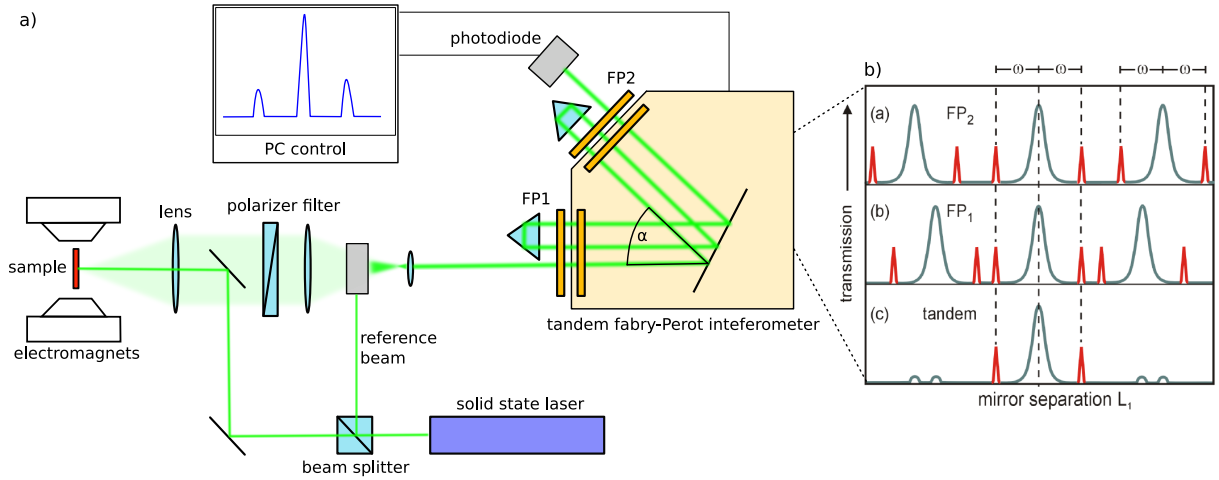 a)
PC control
photodiode
FP2
FP1
α
lens
polarizer filter
sample
electromagnets
reference
beam
tandem fabry-Perot inteferometer
solid state laser
beam splitter
b)
ω ω ω ω
(a) FP2
(b) FP1
(c) tandem
transmission
mirror separation L1